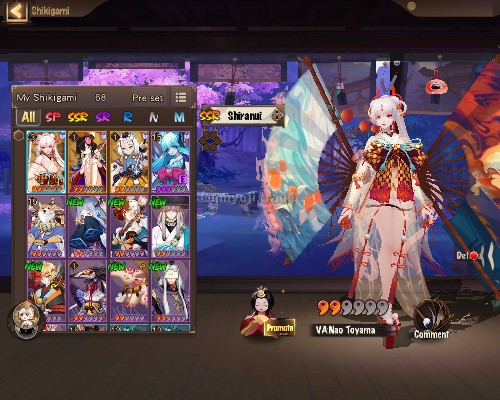 Shikigami
My Shikigami 68 Pre-set
All SP SSR SR R N M
SSR Shiranui
NEW NEW NEW
NEW NEW
Promote
999999
VA:Nao Toyama
Comment